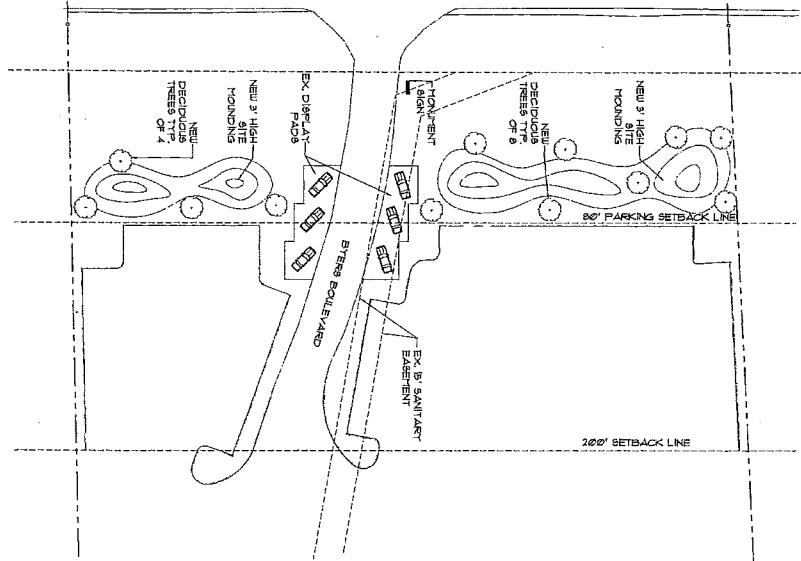 NEW
DECIDUOUS
TREES TYP.
OF 4
NEW 3' HIGH
SITE
MOUNDING
EX. DISPLAY
PADS
MONUMENT
SIGN
NEW
DECIDUOUS
TREES TYP.
OF 8
NEW 3' HIGH
SITE
MOUNDING
80' PARKING SETBACK LINE
BYERS BOULEVARD
EX. 15' SANITARY
EASEMENT
200' SETBACK LINE